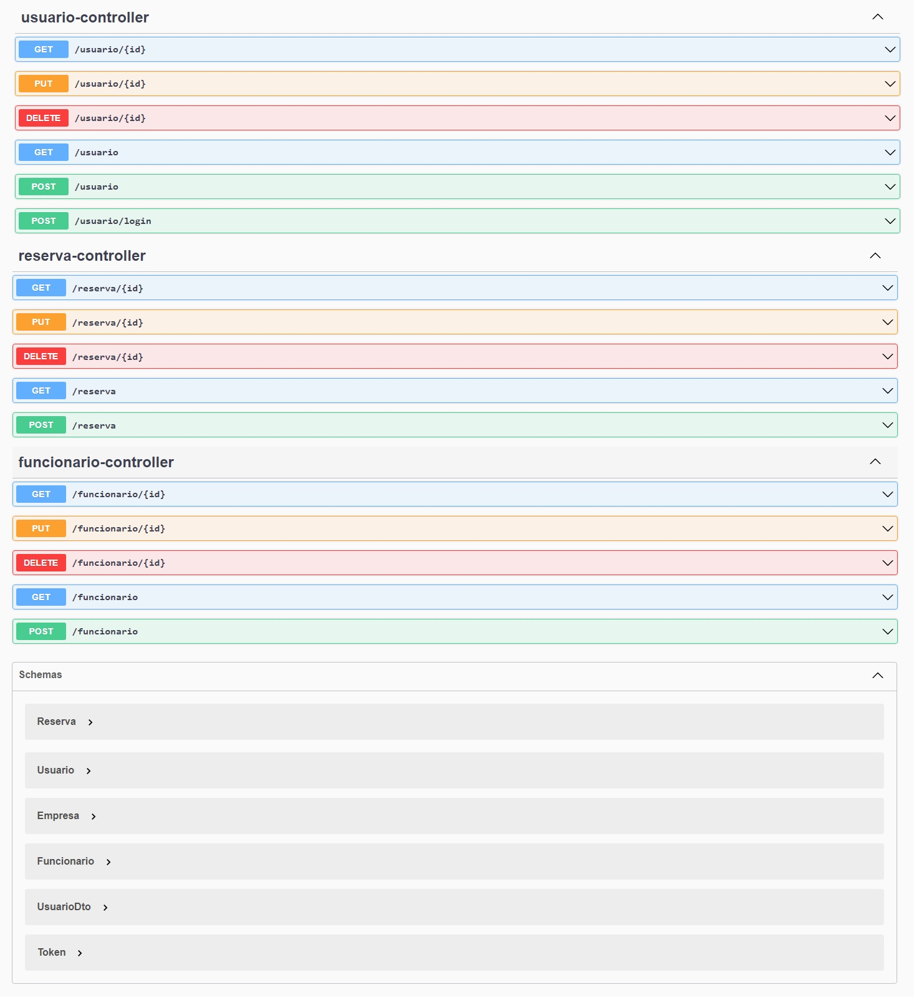 usuario-controller
GET /usuario/{id}
PUT /usuario/{id}
DELETE /usuario/{id}
GET /usuario
POST /usuario
POST /usuario/login
reserva-controller
GET /reserva/{id}
PUT /reserva/{id}
DELETE /reserva/{id}
GET /reserva
POST /reserva
funcionario-controller
GET /funcionario/{id}
PUT /funcionario/{id}
DELETE /funcionario/{id}
GET /funcionario
POST /funcionario
Schemas
Reserva
Usuario
Empresa
Funcionario
UsuarioDto
Token